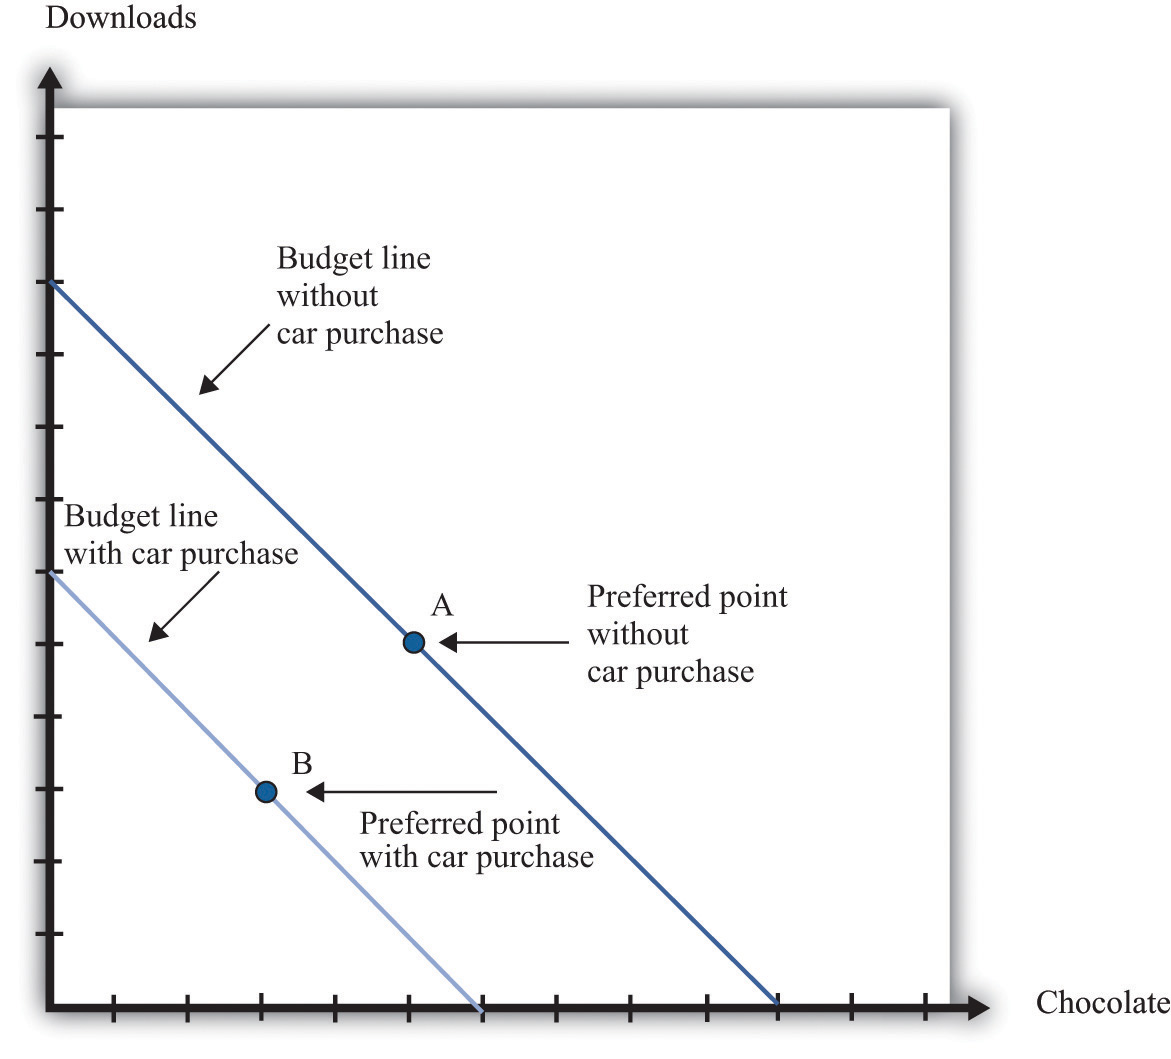 Downloads
Budget line
without
car purchase
Budget line
with car purchase
A
Preferred point
without
car purchase
B
Preferred point
with car purchase
Chocolate